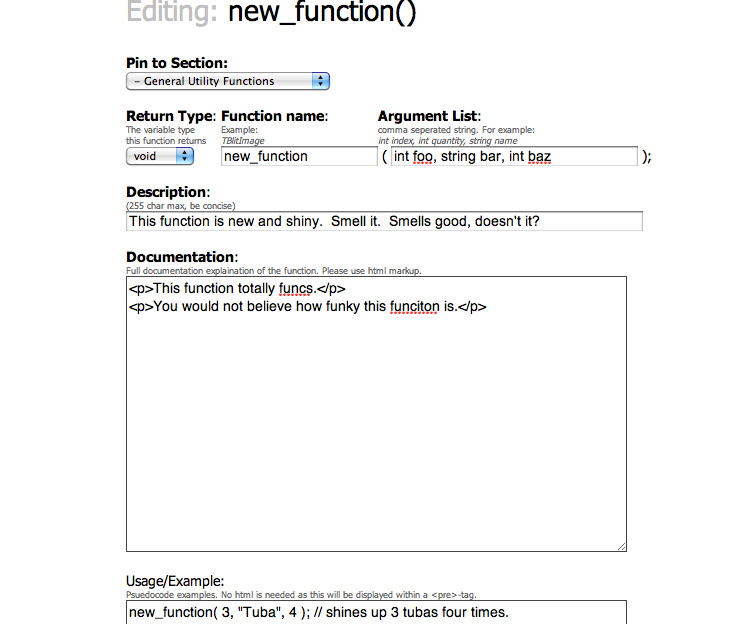 Editing: new_function()
Pin to Section:
- General Utility Functions
Return Type: Function name: Argument List:
The variable type Example: comma seperated string. For example:
this function returns TBlitImage int index, int quantity, string name
void new_function ( int foo, string bar, int baz );
Description:
(255 char max, be concise)
This function is new and shiny.  Smell it.  Smells good, doesn't it?
Documentation:
Full documentation explaination of the function. Please use html markup.
<p>This function totally funcs.</p>
<p>You would not believe how funky this funciton is.</p>
Usage/Example:
Psuedocode examples. No html is needed as this will be displayed within a <pre>-tag.
new_function( 3, "Tuba", 4 ); // shines up 3 tubas four times.